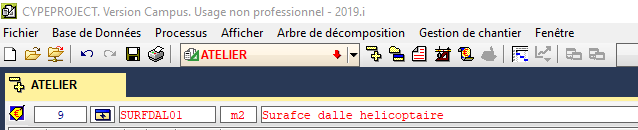 CYPEPROJECT. Version Campus. Usage non professionnel - 2019.i
Fichier Base de Données Processus Afficher Arbre de décomposition Gestion de chantier Fenêtre
ATELIER
ATELIER
9 SURFDAL01 m2 Surafce dalle helicoptaire